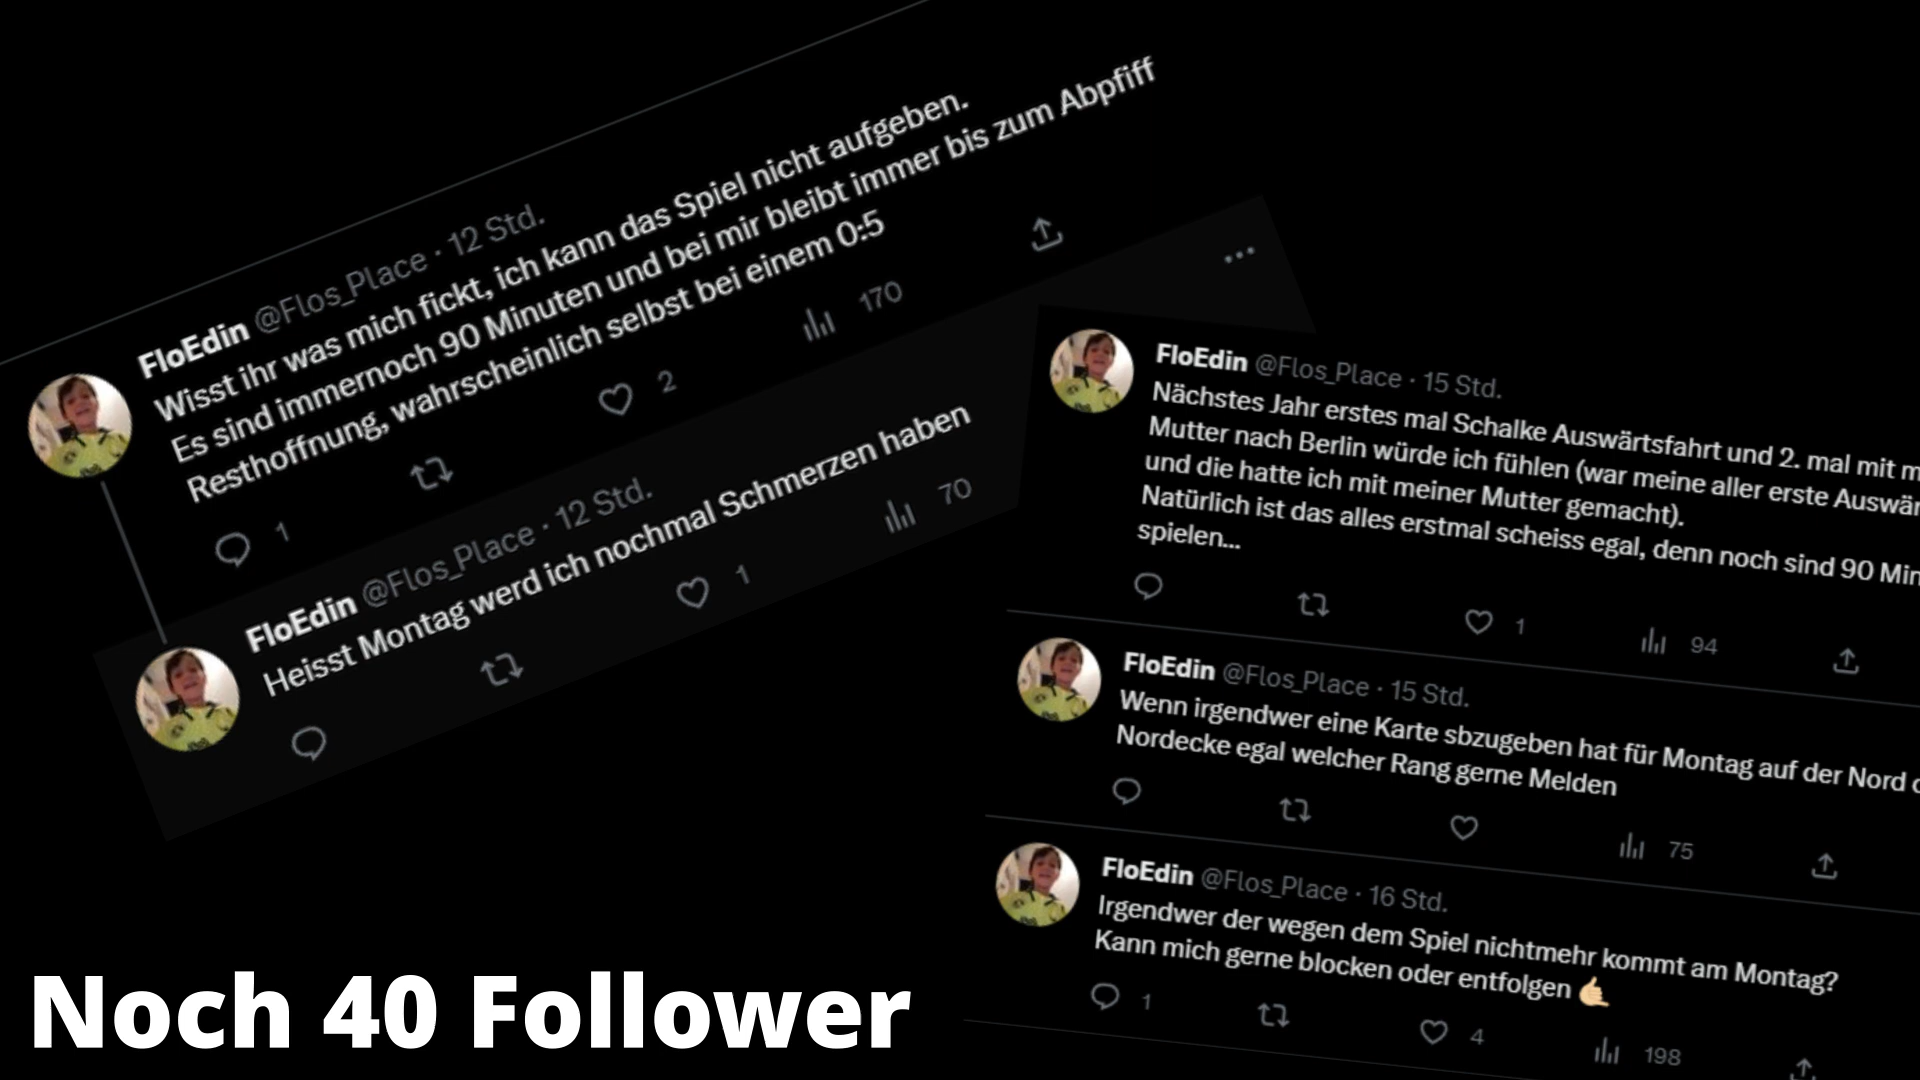 FloEdin @Flos_Place · 12 Std.
Wisst ihr was mich fickt, ich kann das Spiel nicht aufgeben.
Es sind immernoch 90 Minuten und bei mir bleibt immer bis zum Abpfiff
Resthoffnung, wahrscheinlich selbst bei einem 0:5
1 2 170
FloEdin @Flos_Place · 12 Std.
Heisst Montag werd ich nochmal Schmerzen haben
1 70
FloEdin @Flos_Place · 15 Std.
Nächstes Jahr erstes mal Schalke Auswärtsfahrt und 2. mal mit
Mutter nach Berlin würde ich fühlen (war meine aller erste
und die hatte ich mit meiner Mutter gemacht).
Natürlich ist das alles erstmal scheiss egal, denn noch sind 90
spielen...
1 94
FloEdin @Flos_Place · 15 Std.
Wenn irgendwer eine Karte sbzugeben hat für Montag auf der Nord
Nordecke egal welcher Rang gerne Melden
75
FloEdin @Flos_Place · 16 Std.
Irgendwer der wegen dem Spiel nichtmehr kommt am Montag?
Kann mich gerne blocken oder entfolgen 🤙🏻
1 4 198
Noch 40 Follower